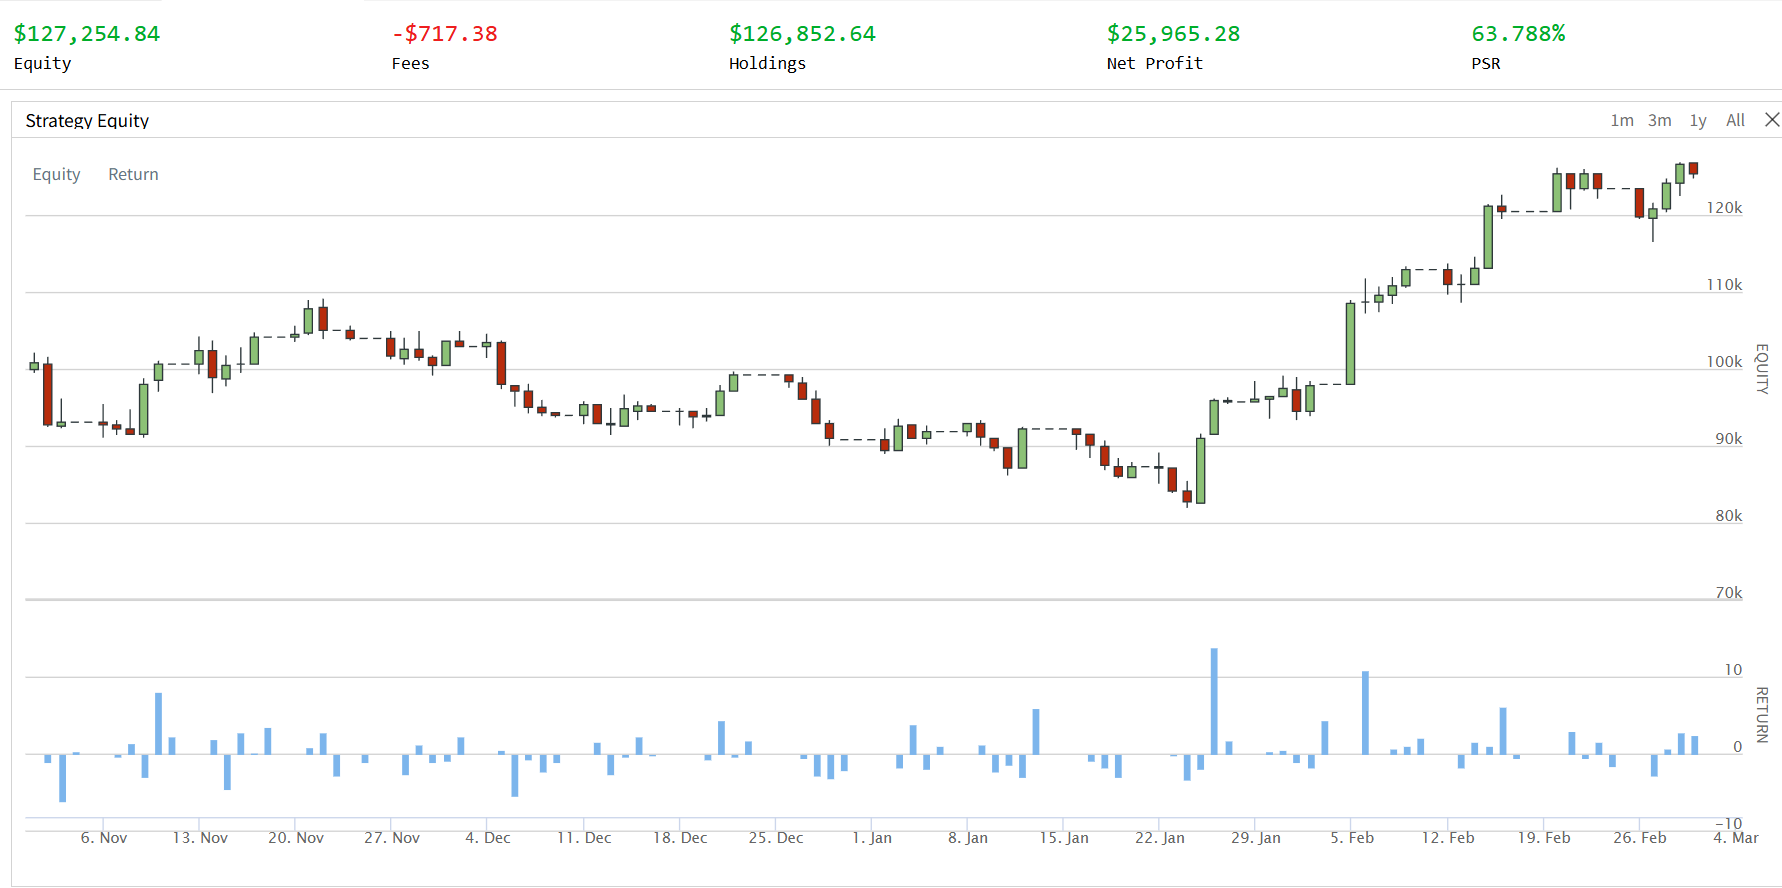 $127,254.84 -$717.38 $126,852.64 $25,965.28 63.788%
Equity Fees Holdings Net Profit PSR
Strategy Equity 1m 3m 1y All
Equity Return
120k
110k
100k
EQUITY
90k
80k
70k
10
RETURN
0
-10
6. Nov 13. Nov 20. Nov 27. Nov 4. Dec 11. Dec 18. Dec 25. Dec 1. Jan 8. Jan 15. Jan 22. Jan 29. Jan 5. Feb 12. Feb 19. Feb 26. Feb 4. Mar